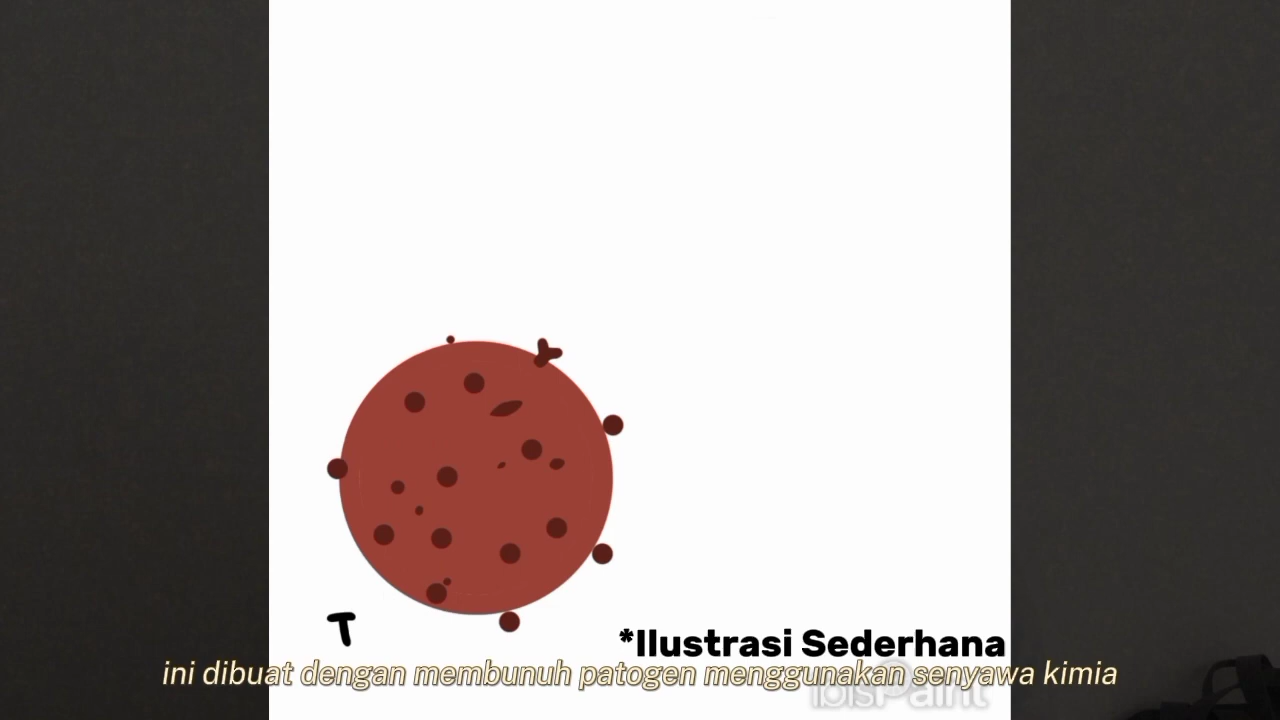 T
*Ilustrasi Sederhana
ini dibuat dengan membunuh patogen menggunakan senyawa kimia
ibisPaint